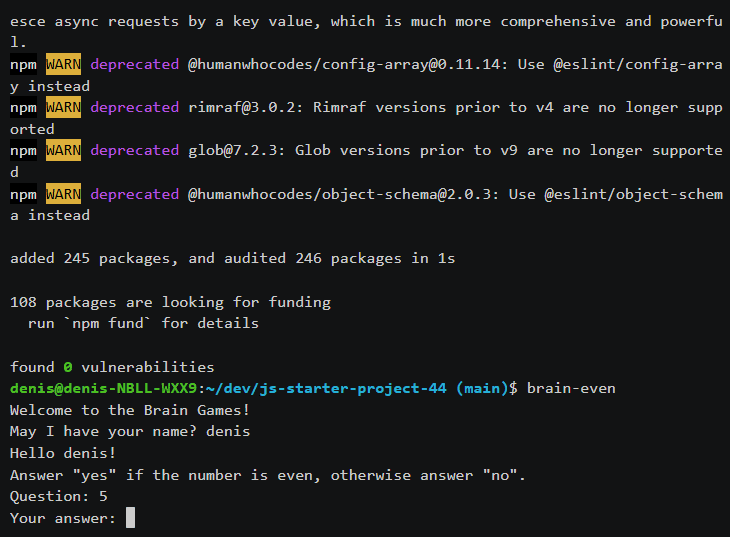 esce async requests by a key value, which is much more comprehensive and powerfu
l.
npm WARN deprecated @humanwhocodes/config-array@0.11.14: Use @eslint/config-arra
y instead
npm WARN deprecated rimraf@3.0.2: Rimraf versions prior to v4 are no longer supp
orted
npm WARN deprecated glob@7.2.3: Glob versions prior to v9 are no longer supporte
d
npm WARN deprecated @humanwhocodes/object-schema@2.0.3: Use @eslint/object-schem
a instead

added 245 packages, and audited 246 packages in 1s

108 packages are looking for funding
  run `npm fund` for details

found 0 vulnerabilities
denis@denis-NBLL-WXX9:~/dev/js-starter-project-44 (main)$ brain-even
Welcome to the Brain Games!
May I have your name? denis
Hello denis!
Answer "yes" if the number is even, otherwise answer "no".
Question: 5
Your answer: